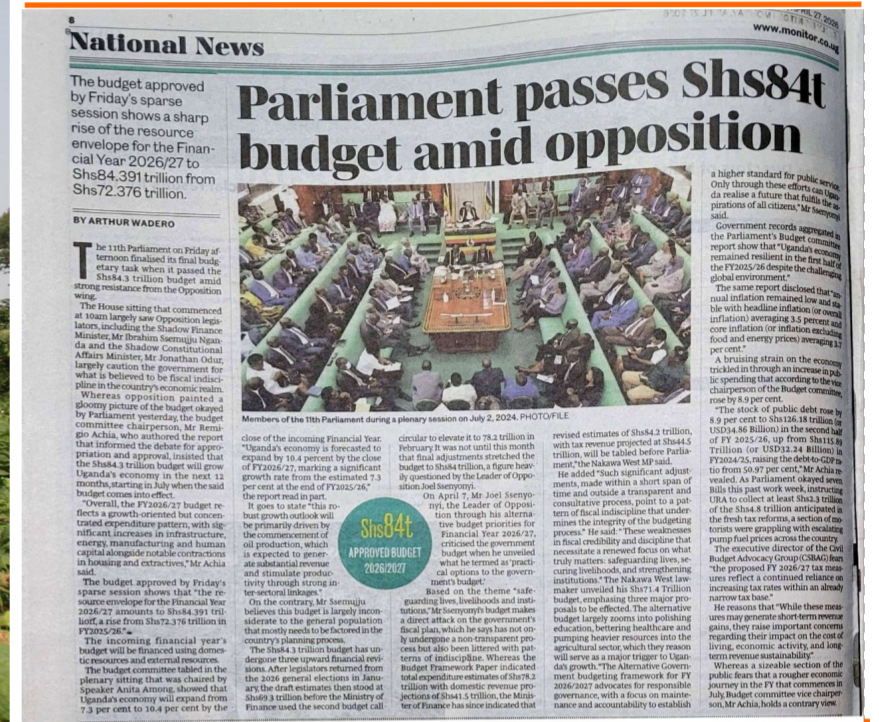 8
National News
APRIL 27, 2026
www.monitor.co.ug
The budget approved
by Friday's sparse
session shows a sharp
rise of the resource
envelope for the Finan-
cial Year 2026/27 to
Shs84.391 trillion from
Shs72.376 trillion.
Parliament passes Shs84t
budget amid opposition
BY ARTHUR WADERO
The 11th Parliament on Friday af-
ternoon finalised its final budg-
etary task when it passed the
Shs84.3 trillion budget amid
strong resistance from the Opposition
wing.
The House sitting that commenced
at 10am largely saw Opposition legis-
lators, including the Shadow Finance
Minister, Mr Ibrahim Ssemujju Ngan-
da and the Shadow Constitutional
Affairs Minister, Mr Jonathan Odur,
largely caution the government for
what is believed to be fiscal indisci-
pline in the country's economic realm.
Whereas opposition painted a
gloomy picture of the budget okayed
by Parliament yesterday, the budget
committee chairperson, Mr Remi-
gio Achia, who authored the report
that informed the debate for appro-
priation and approval, insisted that
the Shs84.3 trillion budget will grow
Uganda's economy in the next 12
months, starting in July when the said
budget comes into effect.
"Overall, the FY2026/27 budget re-
flects a growth-oriented but concen-
trated expenditure pattern, with sig-
nificant increases in infrastructure,
energy, manufacturing and human
capital alongside notable contractions
in housing and extractives," Mr Achia
said.
The budget approved by Friday's
sparse session shows that "the re-
source envelope for the Financial Year
2026/27 amounts to Shs84.391 tril-
lion, a rise from Shs72.376 trillion in
FY2025/26."
The incoming financial year's
budget will be financed using domes-
tic resources and external resources.
The budget committee tabled in the
plenary sitting that was chaired by
Speaker Anita Among, showed that
Uganda's economy will expand from
7.3 per cent to 10.4 per cent by the
Members of the 11th Parliament during a plenary session on July 2, 2024. PHOTO/FILE
close of the incoming Financial Year.
"Uganda's economy is forecasted to
expand by 10.4 percent by the close
of FY2026/27, marking a significant
growth rate from the estimated 7.3
per cent at the end of FY2025/26,"
the report read in part.
It goes to state "this ro-
bust growth outlook will
be primarily driven by
the commencement of
oil production, which
is expected to gener-
ate substantial revenue
and stimulate produc-
tivity through strong in-
ter-sectoral linkages."
On the contrary, Mr Ssemujju
believes this budget is largely incon-
siderate to the general population
that mostly needs to be factored in the
country's planning process.
The Shs84.3 trillion budget has un-
dergone three upward financial revi-
sions. After legislators returned from
the 2026 general elections in Janu-
ary, the draft estimates then stood at
Shs69.3 trillion before the Ministry of
Finance used the second budget call
Shs84t
APPROVED BUDGET
2026/2027
circular to elevate it to 78.2 trillion in
February. It was not until this month
that final adjustments stretched the
budget to Shs84 trillion, a figure heav-
ily questioned by the Leader of Oppo-
sition Joel Ssenyonyi.
On April 7, Mr Joel Ssenyo-
nyi, the Leader of Opposi-
tion through his alterna-
tive budget priorities for
Financial Year 2026/27,
criticised the government
budget when he unveiled
what he termed as 'practi-
cal options to the govern-
ment's budget.'
Based on the theme "safe-
guarding lives, livelihoods and insti-
tutions," Mr Ssenyonyi's budget makes
a direct attack on the government's
fiscal plan, which he says has not on-
ly undergone a non-transparent pro-
cess but also been littered with pat-
terns of indiscipline. Whereas the
Budget Framework Paper indicated
total expenditure estimates of Shs78.2
trillion with domestic revenue pro-
jections of Shs41.5 trillion, the Minis-
ter of Finance has since indicated that
revised estimates of Shs84.2 trillion,
with tax revenue projected at Shs44.5
trillion, will be tabled before Parlia-
ment," the Nakawa West MP said.
He added "Such significant adjust-
ments, made within a short span of
time and outside a transparent and
consultative process, point to a pat-
tern of fiscal indiscipline that under-
mines the integrity of the budgeting
process." He said: "These weaknesses
in fiscal credibility and discipline that
necessitate a renewed focus on what
truly matters: safeguarding lives, se-
curing livelihoods, and strengthening
institutions." The Nakawa West law-
maker unveiled his Shs71.4 Trillion
budget, emphasing three major pro-
posals to be effected. The alternative
budget largely zooms into polishing
education, bettering healthcare and
pumping heavier resources into the
agricultural sector, which they reason
will serve as a major trigger to Ugan-
da's growth. "The Alternative Govern-
ment budgeting framework for FY
2026/2027 advocates for responsible
governance, with a focus on mainte-
nance and accountability to establish
a higher standard for public service.
Only through these efforts can Ugan-
da realise a future that fulfils the as-
pirations of all citizens," Mr Ssenyonyi
said.
Government records aggregated in
the Parliament's Budget committee
report show that "Uganda's economy
remained resilient in the first half of
the FY2025/26 despite the challenging
global environment."
The same report disclosed that "an-
nual inflation remained low and sta-
ble with headline inflation (or overall
inflation) averaging 3.5 percent and
core inflation (or inflation excluding
food and energy prices) averaging 3.7
per cent."
A bruising strain on the economy
trickled in through an increase in pub-
lic spending that according to the vice
chairperson of the Budget committee,
rose by 8.9 per cent.
"The stock of public debt rose by
8.9 per cent to Shs126.18 trillion (or
USD34.86 Billion) in the second half
of FY 2025/26, up from Shs115.89
Trillion (or USD32.24 Billion) in
FY2024/25, raising the debt-to-GDP ra-
tio from 50.97 per cent," Mr Achia re-
vealed. As Parliament okayed seven
Bills this past work week, instructing
URA to collect at least Shs2.3 trillion
of the Shs4.8 trillion anticipated in
the fresh tax reforms, a section of mo-
torists were grappling with escalating
pump fuel prices across the country.
The executive director of the Civil
Budget Advocacy Group (CSBAG) fears
"the proposed FY 2026/27 tax meas-
ures reflect a continued reliance on
increasing tax rates within an already
narrow tax base."
He reasons that "While these meas-
ures may generate short-term revenue
gains, they raise important concerns
regarding their impact on the cost of
living, economic activity, and long-
term revenue sustainability".
Whereas a sizeable section of the
public fears that a rougher economic
journey in the FY that commences in
July, Budget committee vice chairper-
son, Mr Achia, holds a contrary view.